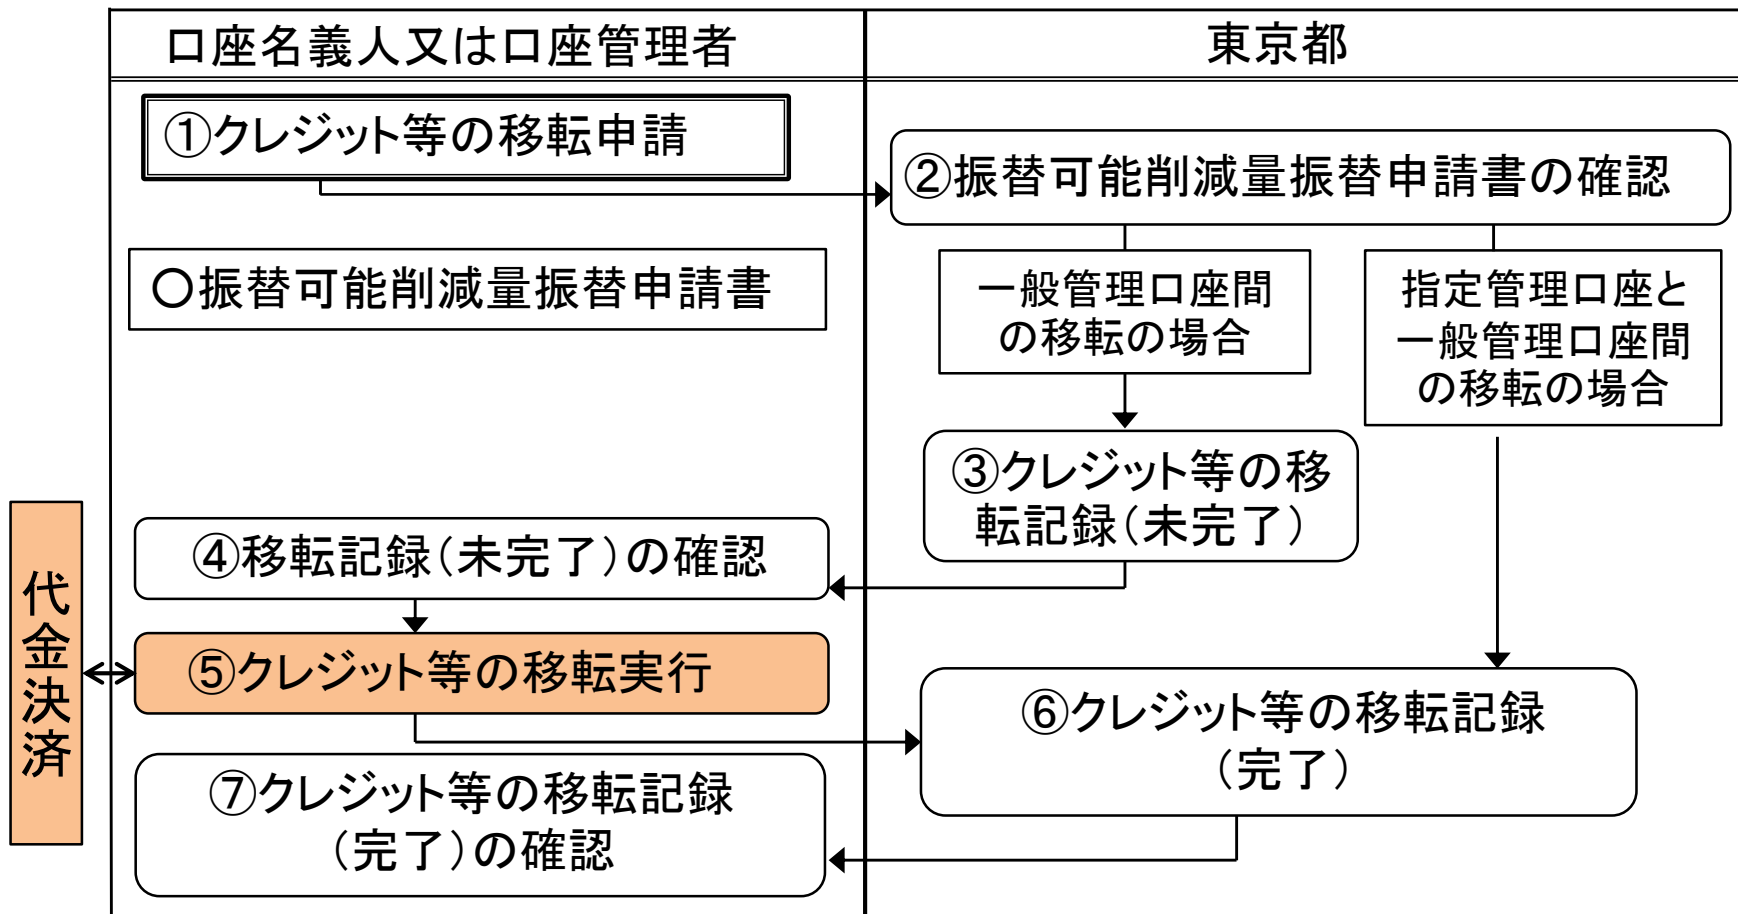 口座名義人又は口座管理者
東京都
①クレジット等の移転申請
②振替可能削減量振替申請書の確認
〇振替可能削減量振替申請書
一般管理口座間
の移転の場合
指定管理口座と
一般管理口座間
の移転の場合
③クレジット等の移
転記録(未完了)
④移転記録(未完了)の確認
代金決済
⑤クレジット等の移転実行
⑥クレジット等の移転記録
(完了)
⑦クレジット等の移転記録
(完了)の確認